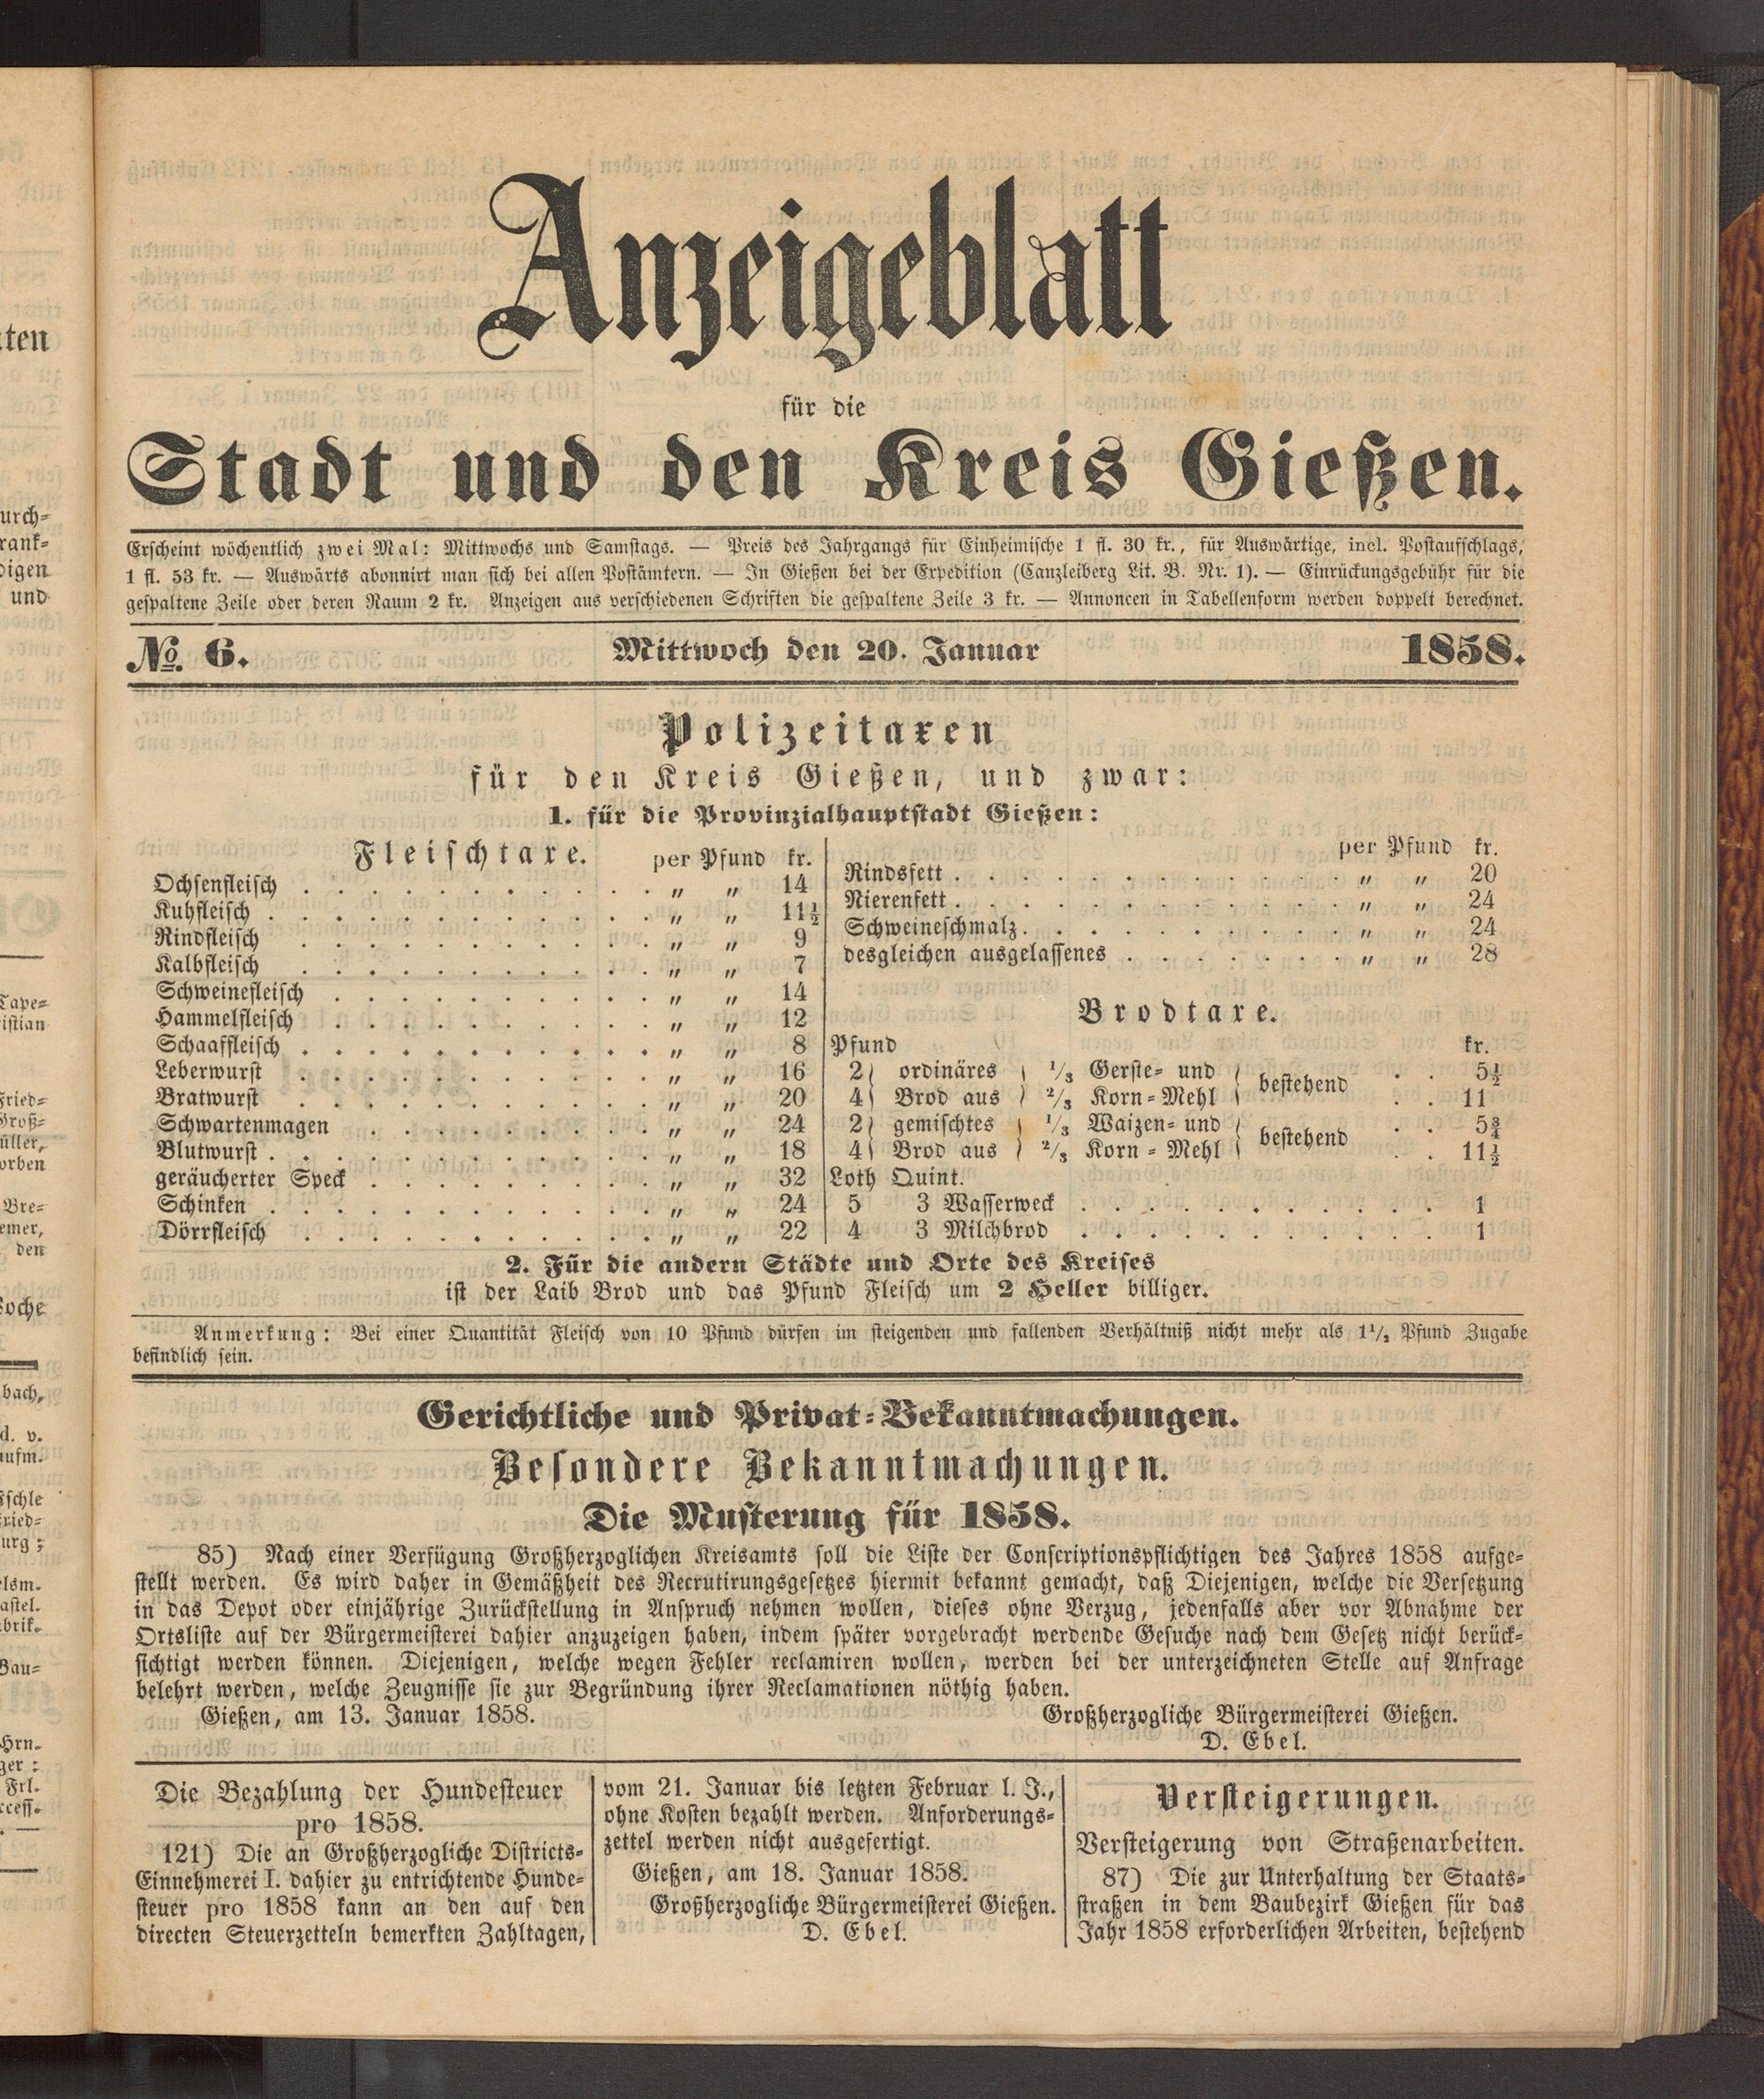 Anzeigeblatt
für die
Stadt und den Kreis Gießen.
Erscheint wöchentlich zwei Mal: Mittwochs und Samstags. — Preis des Jahrgangs für Einheimische 1 fl. 30 kr., für Auswärtige, incl. Postaufschlags,
1 fl. 53 kr. — Auswärts abonnirt man sich bei allen Postämtern. — In Gießen bei der Expedition (Canzleiberg Lit. B. Nr. 1). — Einrückungsgebühr für die
gespaltene Zeile oder deren Raum 2 kr. Anzeigen aus verschiedenen Schriften die gespaltene Zeile 3 kr. — Annoncen in Tabellenform werden doppelt berechnet.
No. 6. Mittwoch den 20. Januar 1858.
Polizeitaxen
für den Kreis Gießen, und zwar:
1. für die Provinzialhauptstadt Gießen:
Fleischtaxe. per Pfund kr.
Ochsenfleisch . . . . . . . . . . . „ „ 14
Kuhfleisch . . . . . . . . . . . . „ „ 11½
Rindfleisch . . . . . . . . . . . „ „ 9
Kalbfleisch . . . . . . . . . . . „ „ 7
Schweinefleisch . . . . . . . . . . „ „ 14
Hammelfleisch . . . . . . . . . . „ „ 12
Schaaffleisch . . . . . . . . . . . „ „ 8
Leberwurst . . . . . . . . . . . „ „ 16
Bratwurst . . . . . . . . . . . „ „ 20
Schwartenmagen . . . . . . . . . „ „ 24
Blutwurst . . . . . . . . . . . . „ „ 18
geräucherter Speck . . . . . . . . . „ „ 32
Schinken . . . . . . . . . . . . „ „ 24
Dörrfleisch . . . . . . . . . . . „ „ 22
per Pfund kr.
Rindsfett . . . . . . . . . . . . „ „ 20
Nierenfett . . . . . . . . . . . . „ „ 24
Schweineschmalz . . . . . . . . . . „ „ 24
desgleichen ausgelassenes . . . . . . . „ „ 28
Brodtaxe.
Pfund kr.
2 } ordinäres } 1/3 Gerste- und } bestehend . . 5½
4 } Brod aus } 2/3 Korn-Mehl } . . 11
2 } gemischtes } 1/3 Waizen- und } bestehend . . 5¾
4 } Brod aus } 2/3 Korn-Mehl } . . 11½
Loth Quint.
5 3 Wasserweck . . . . . . . . . . . 1
4 3 Milchbrod . . . . . . . . . . . 1
2. Für die andern Städte und Orte des Kreises
ist der Laib Brod und das Pfund Fleisch um 2 Heller billiger.
Anmerkung: Bei einer Quantität Fleisch von 10 Pfund dürfen im steigenden und fallenden Verhältniß nicht mehr als 1½ Pfund Zugabe
befindlich sein.
Gerichtliche und Privat-Bekanntmachungen.
Besondere Bekanntmachungen.
Die Musterung für 1858.
85) Nach einer Verfügung Großherzoglichen Kreisamts soll die Liste der Conscriptionspflichtigen des Jahres 1858 aufge-
stellt werden. Es wird daher in Gemäßheit des Recrutirungsgesetzes hiermit bekannt gemacht, daß Diejenigen, welche die Versetzung
in das Depot oder einjährige Zurückstellung in Anspruch nehmen wollen, dieses ohne Verzug, jedenfalls aber vor Abnahme der
Ortsliste auf der Bürgermeisterei dahier anzuzeigen haben, indem später vorgebracht werdende Gesuche nach dem Gesetz nicht berück-
sichtigt werden können. Diejenigen, welche wegen Fehler reclamiren wollen, werden bei der unterzeichneten Stelle auf Anfrage
belehrt werden, welche Zeugnisse sie zur Begründung ihrer Reclamationen nöthig haben.
Gießen, am 13. Januar 1858. Großherzogliche Bürgermeisterei Gießen.
D. Ebel.
Die Bezahlung der Hundesteuer
pro 1858.
121) Die an Großherzogliche Districts-
Einnehmerei I. dahier zu entrichtende Hunde-
steuer pro 1858 kann an den auf den
directen Steuerzetteln bemerkten Zahltagen,
vom 21. Januar bis letzten Februar l. J.,
ohne Kosten bezahlt werden. Anforderungs-
zettel werden nicht ausgefertigt.
Gießen, am 18. Januar 1858.
Großherzogliche Bürgermeisterei Gießen.
D. Ebel.
Versteigerungen.
Versteigerung von Straßenarbeiten.
87) Die zur Unterhaltung der Staats-
straßen in dem Baubezirk Gießen für das
Jahr 1858 erforderlichen Arbeiten, bestehend